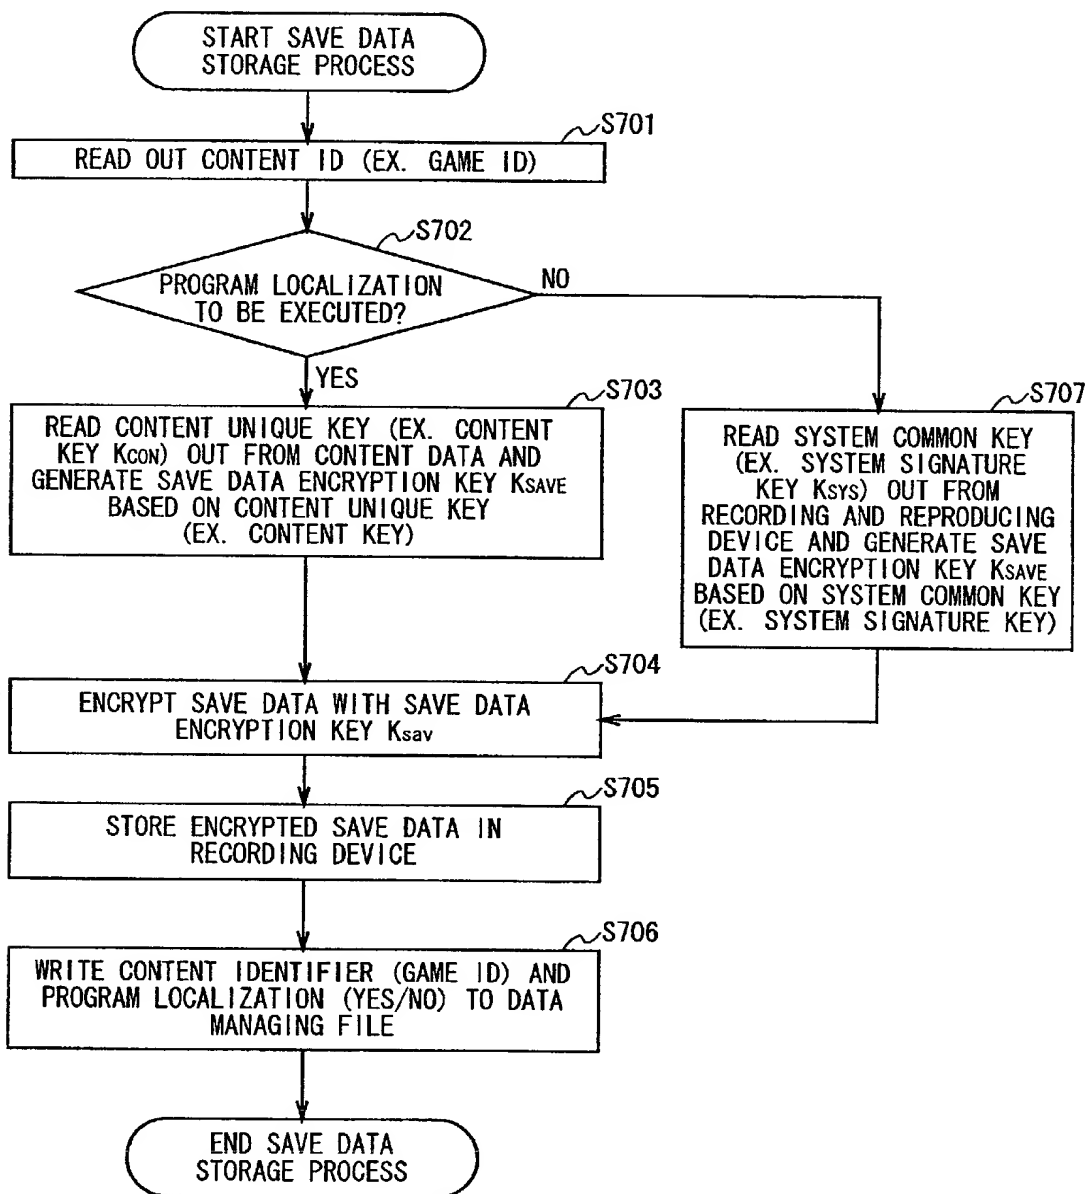 START SAVE DATA
STORAGE PROCESS
S701
READ OUT CONTENT ID (EX. GAME ID)
S702
PROGRAM LOCALIZATION
TO BE EXECUTED?
NO
YES
S703
READ CONTENT UNIQUE KEY (EX. CONTENT
KEY KCON) OUT FROM CONTENT DATA AND
GENERATE SAVE DATA ENCRYPTION KEY KSAVE
BASED ON CONTENT UNIQUE KEY
(EX. CONTENT KEY)
S707
READ SYSTEM COMMON KEY
(EX. SYSTEM SIGNATURE
KEY KSYS) OUT FROM
RECORDING AND REPRODUCING
DEVICE AND GENERATE SAVE
DATA ENCRYPTION KEY KSAVE
BASED ON SYSTEM COMMON KEY
(EX. SYSTEM SIGNATURE KEY)
S704
ENCRYPT SAVE DATA WITH SAVE DATA
ENCRYPTION KEY Ksav
S705
STORE ENCRYPTED SAVE DATA IN
RECORDING DEVICE
S706
WRITE CONTENT IDENTIFIER (GAME ID) AND
PROGRAM LOCALIZATION (YES/NO) TO DATA
MANAGING FILE
END SAVE DATA
STORAGE PROCESS